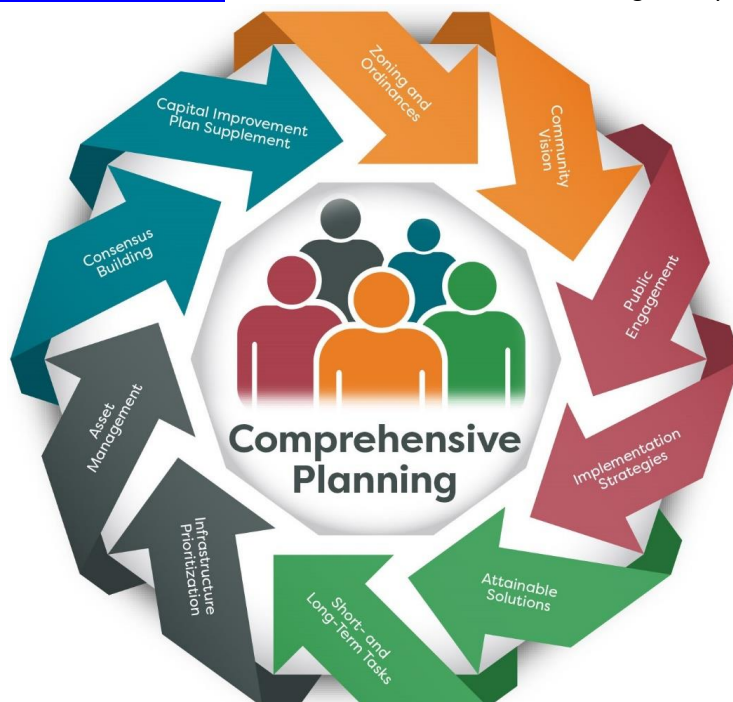 Zoning and
Ordinances
Community
Vision
Public
Engagement
Implementation
Strategies
Attainable
Solutions
Short- and
Long-Term Tasks
Infrastructure
Prioritization
Asset
Management
Consensus
Building
Capital Improvement
Plan Supplement
Comprehensive
Planning